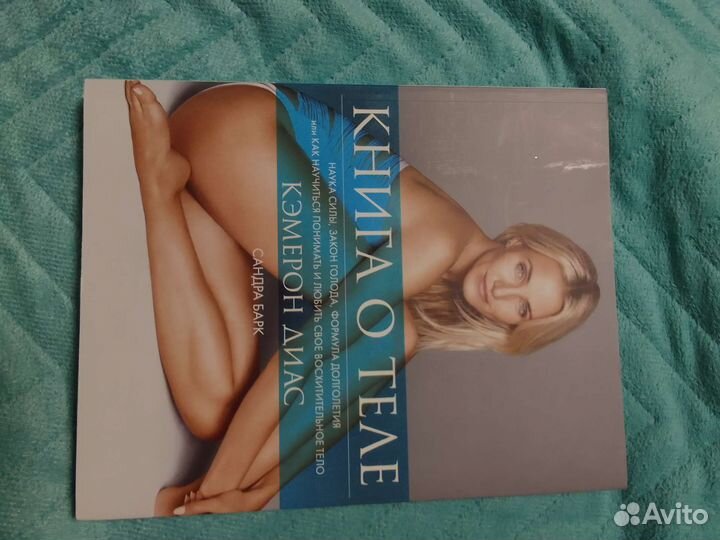 КНИГА О ТЕЛЕ
НАУКА СИЛЫ, ЗАКОН ГОЛОДА, ФОРМУЛА ДОЛГОЛЕТИЯ
или КАК НАУЧИТЬСЯ ПОНИМАТЬ И ЛЮБИТЬ СВОЕ ВОСХИТИТЕЛЬНОЕ ТЕЛО
КЭМЕРОН ДИАС
САНДРА БАРК
Avito